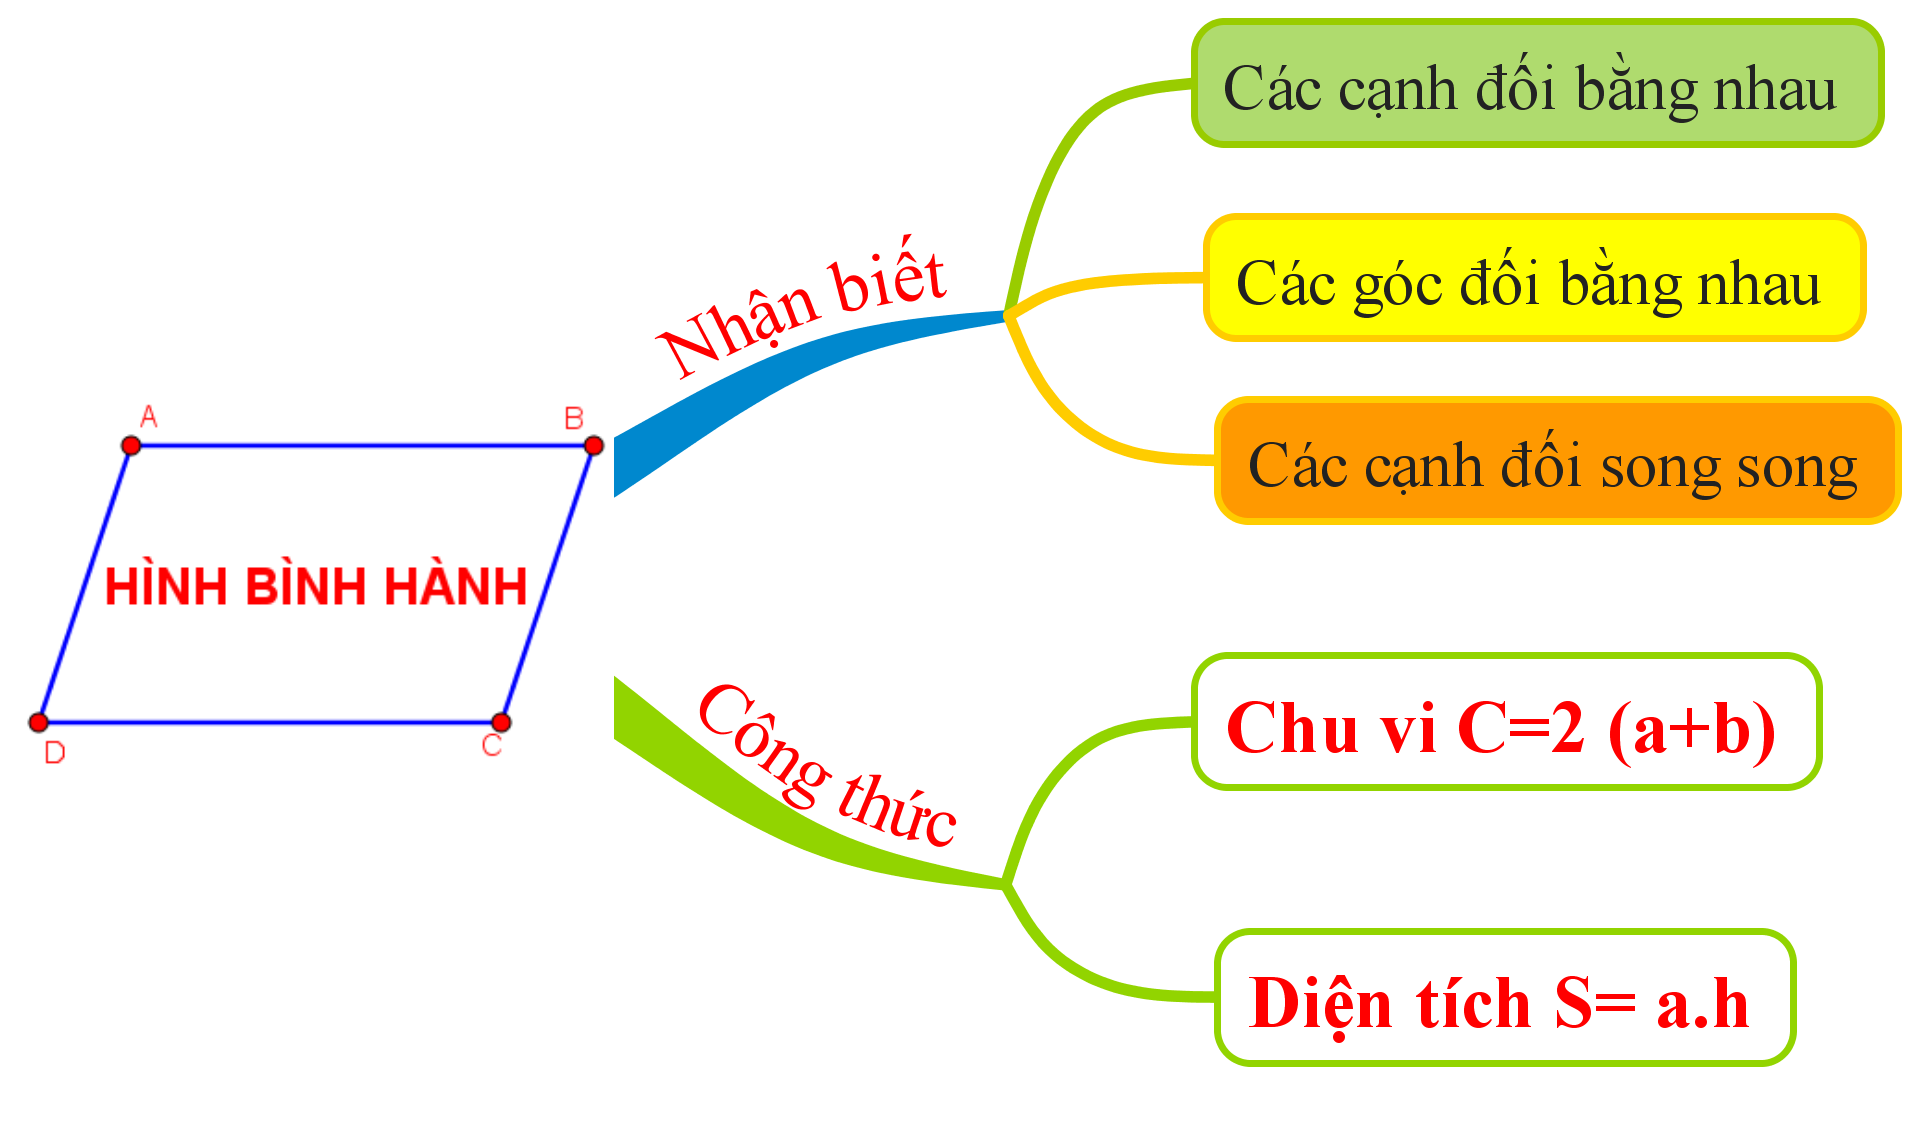 A
B
HÌNH BÌNH HÀNH
D
C
Nhận biết
Các cạnh đối bằng nhau
Các góc đối bằng nhau
Các cạnh đối song song
Công thức
Chu vi C=2 (a+b)
Diện tích S= a.h